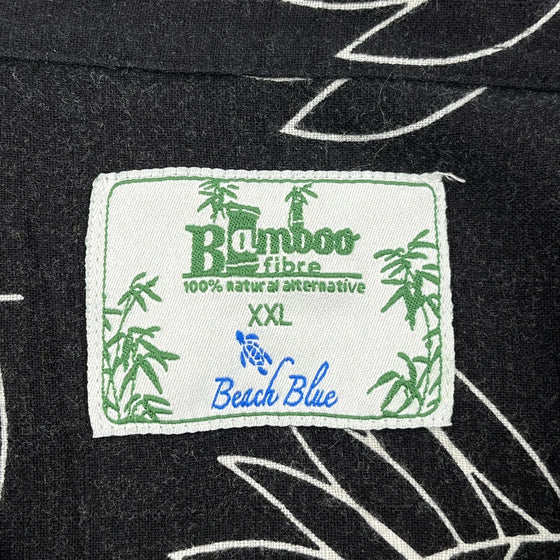 Bamboo
fibre
100% natural alternative
XXL
Beach Blue